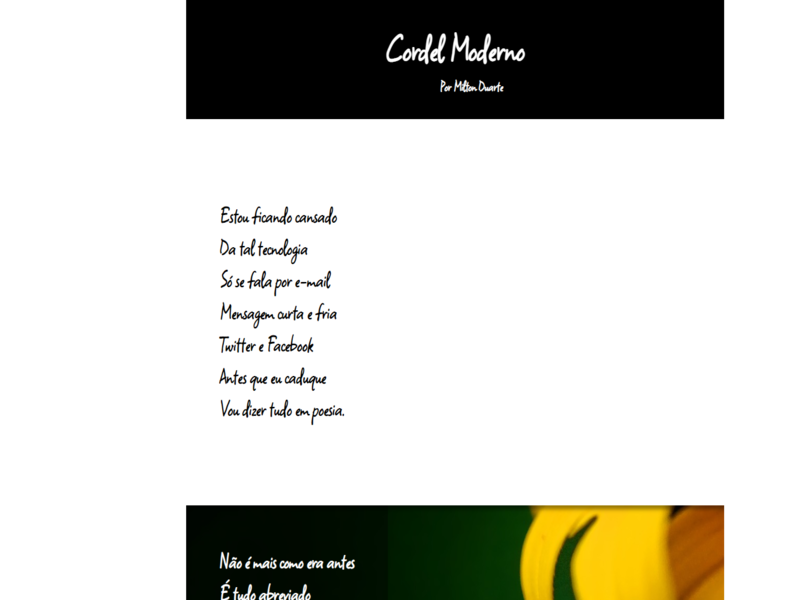 Cordel Moderno
Por Milton Duarte
Estou ficando cansado
Da tal tecnologia
Só se fala por e-mail
Mensagem curta e fria
Twitter e Facebook
Antes que eu caduque
Vou dizer tudo em poesia.
Não é mais como era antes
É tudo abreviado